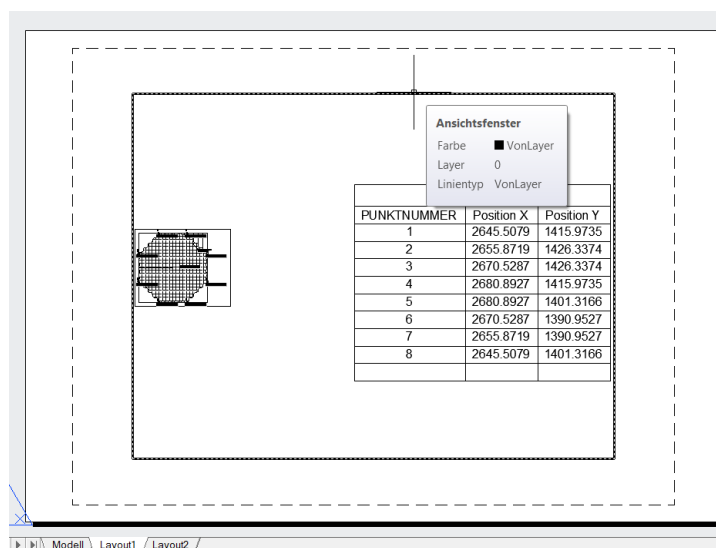 Ansichtsfenster
Farbe VonLayer
Layer 0
Linientyp VonLayer
PUNKTNUMMER Position X Position Y
1 2645.5079 1415.9735
2 2655.8719 1426.3374
3 2670.5287 1426.3374
4 2680.8927 1415.9735
5 2680.8927 1401.3166
6 2670.5287 1390.9527
7 2655.8719 1390.9527
8 2645.5079 1401.3166
Modell Layout1 Layout2